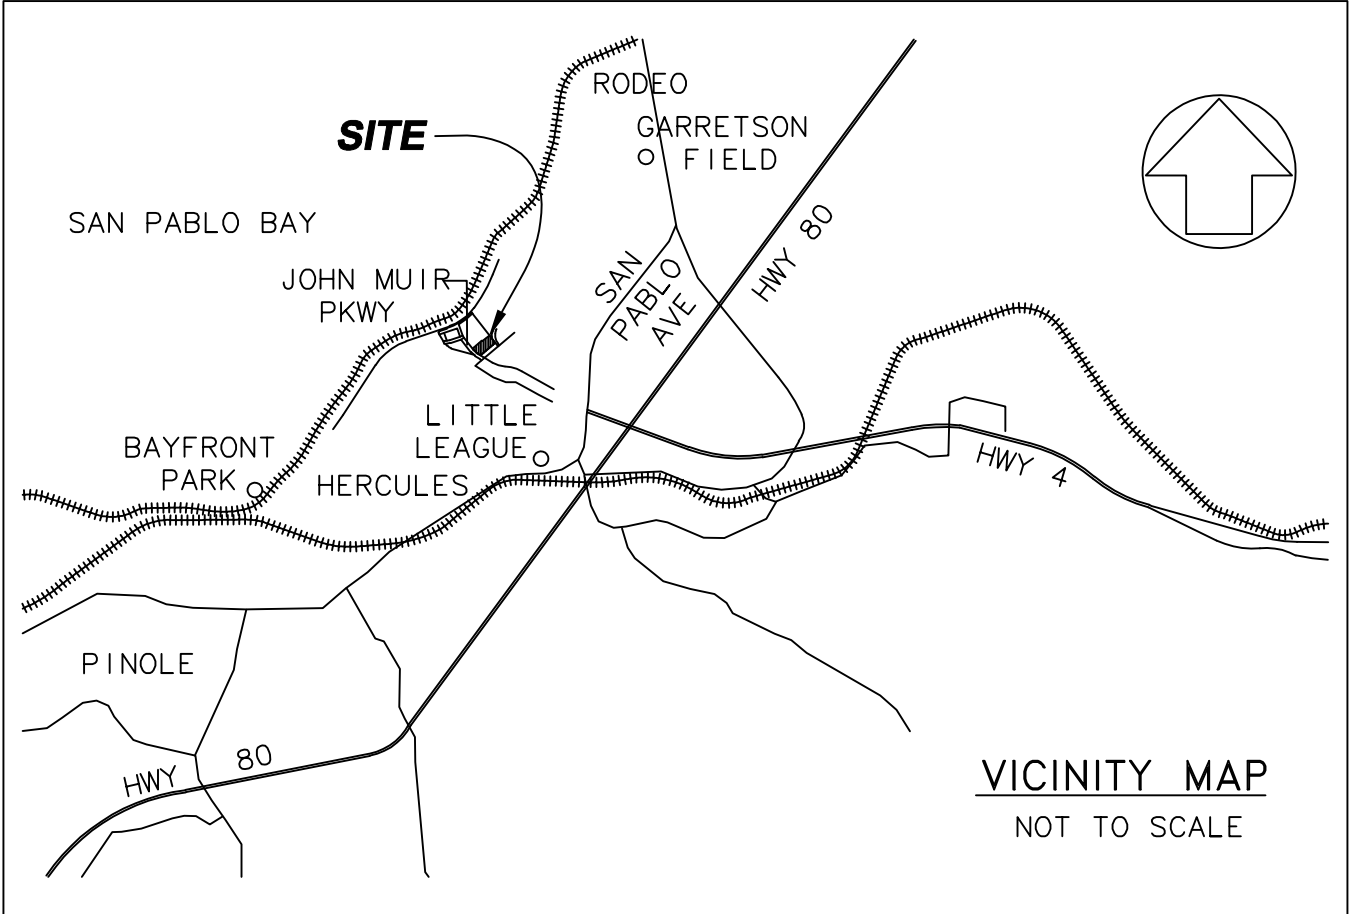 RODEO
SITE
GARRETSON
FIELD
SAN PABLO BAY
HWY 80
SAN
PABLO
AVE
JOHN MUIR
PKWY
LITTLE
LEAGUE
BAYFRONT
PARK
HERCULES
HWY 4
PINOLE
HWY 80
VICINITY MAP
NOT TO SCALE